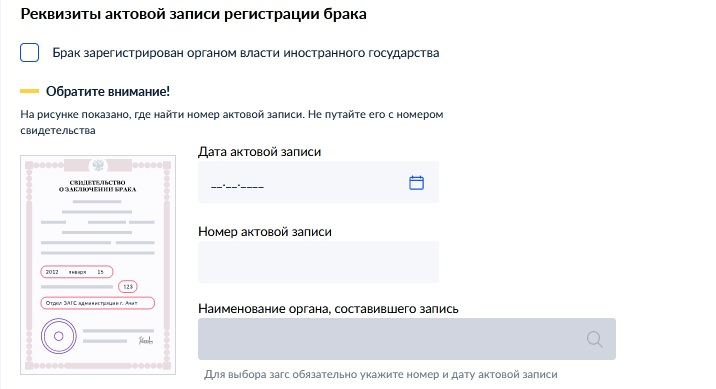 Реквизиты актовой записи регистрации брака
Брак зарегистрирован органом власти иностранного государства
Обратите внимание!
На рисунке показано, где найти номер актовой записи. Не путайте его с номером
свидетельства
СВИДЕТЕЛЬСТВО
О ЗАКЛЮЧЕНИИ БРАКА
2012 января 15
123
Отдел ЗАГС администрации г. Ачит
Дата актовой записи
__.__.____
Номер актовой записи
Наименование органа, составившего запись
Для выбора загс обязательно укажите номер и дату актовой записи